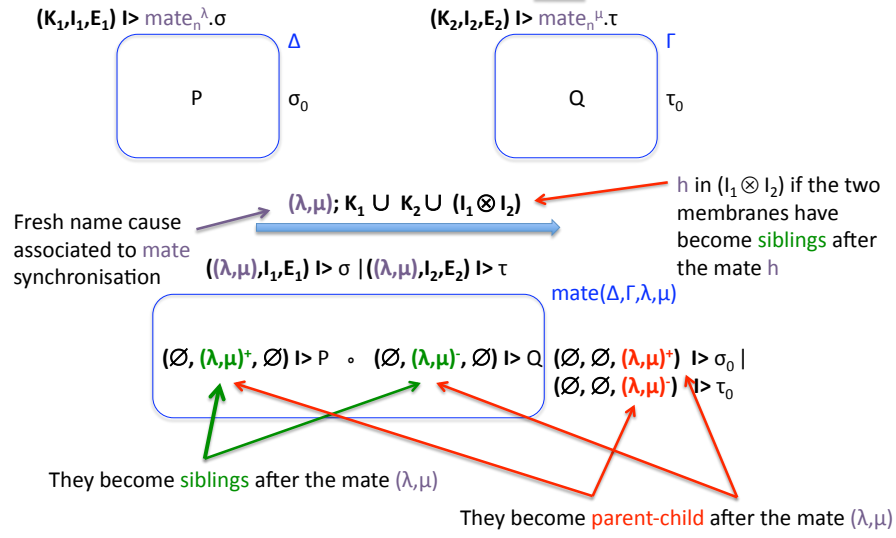 (K₁,I₁,E₁) I> mateₙ^λ.σ
(K₂,I₂,E₂) I> mateₙ^μ.τ
Δ
Γ
P
σ₀
Q
τ₀
(λ,μ); K₁ ∪ K₂ ∪ (I₁ ⊗ I₂)
h in (I₁ ⊗ I₂) if the two
membranes have
become siblings after
the mate h
Fresh name cause
associated to mate
synchronisation
((λ,μ),I₁,E₁) I> σ |((λ,μ),I₂,E₂) I> τ
mate(Δ,Γ,λ,μ)
(∅, (λ,μ)⁺, ∅) I> P ∘ (∅, (λ,μ)⁻, ∅) I> Q (∅, ∅, (λ,μ)⁺) I> σ₀ |
(∅, ∅, (λ,μ)⁻) I> τ₀
They become siblings after the mate (λ,μ)
They become parent-child after the mate (λ,μ)